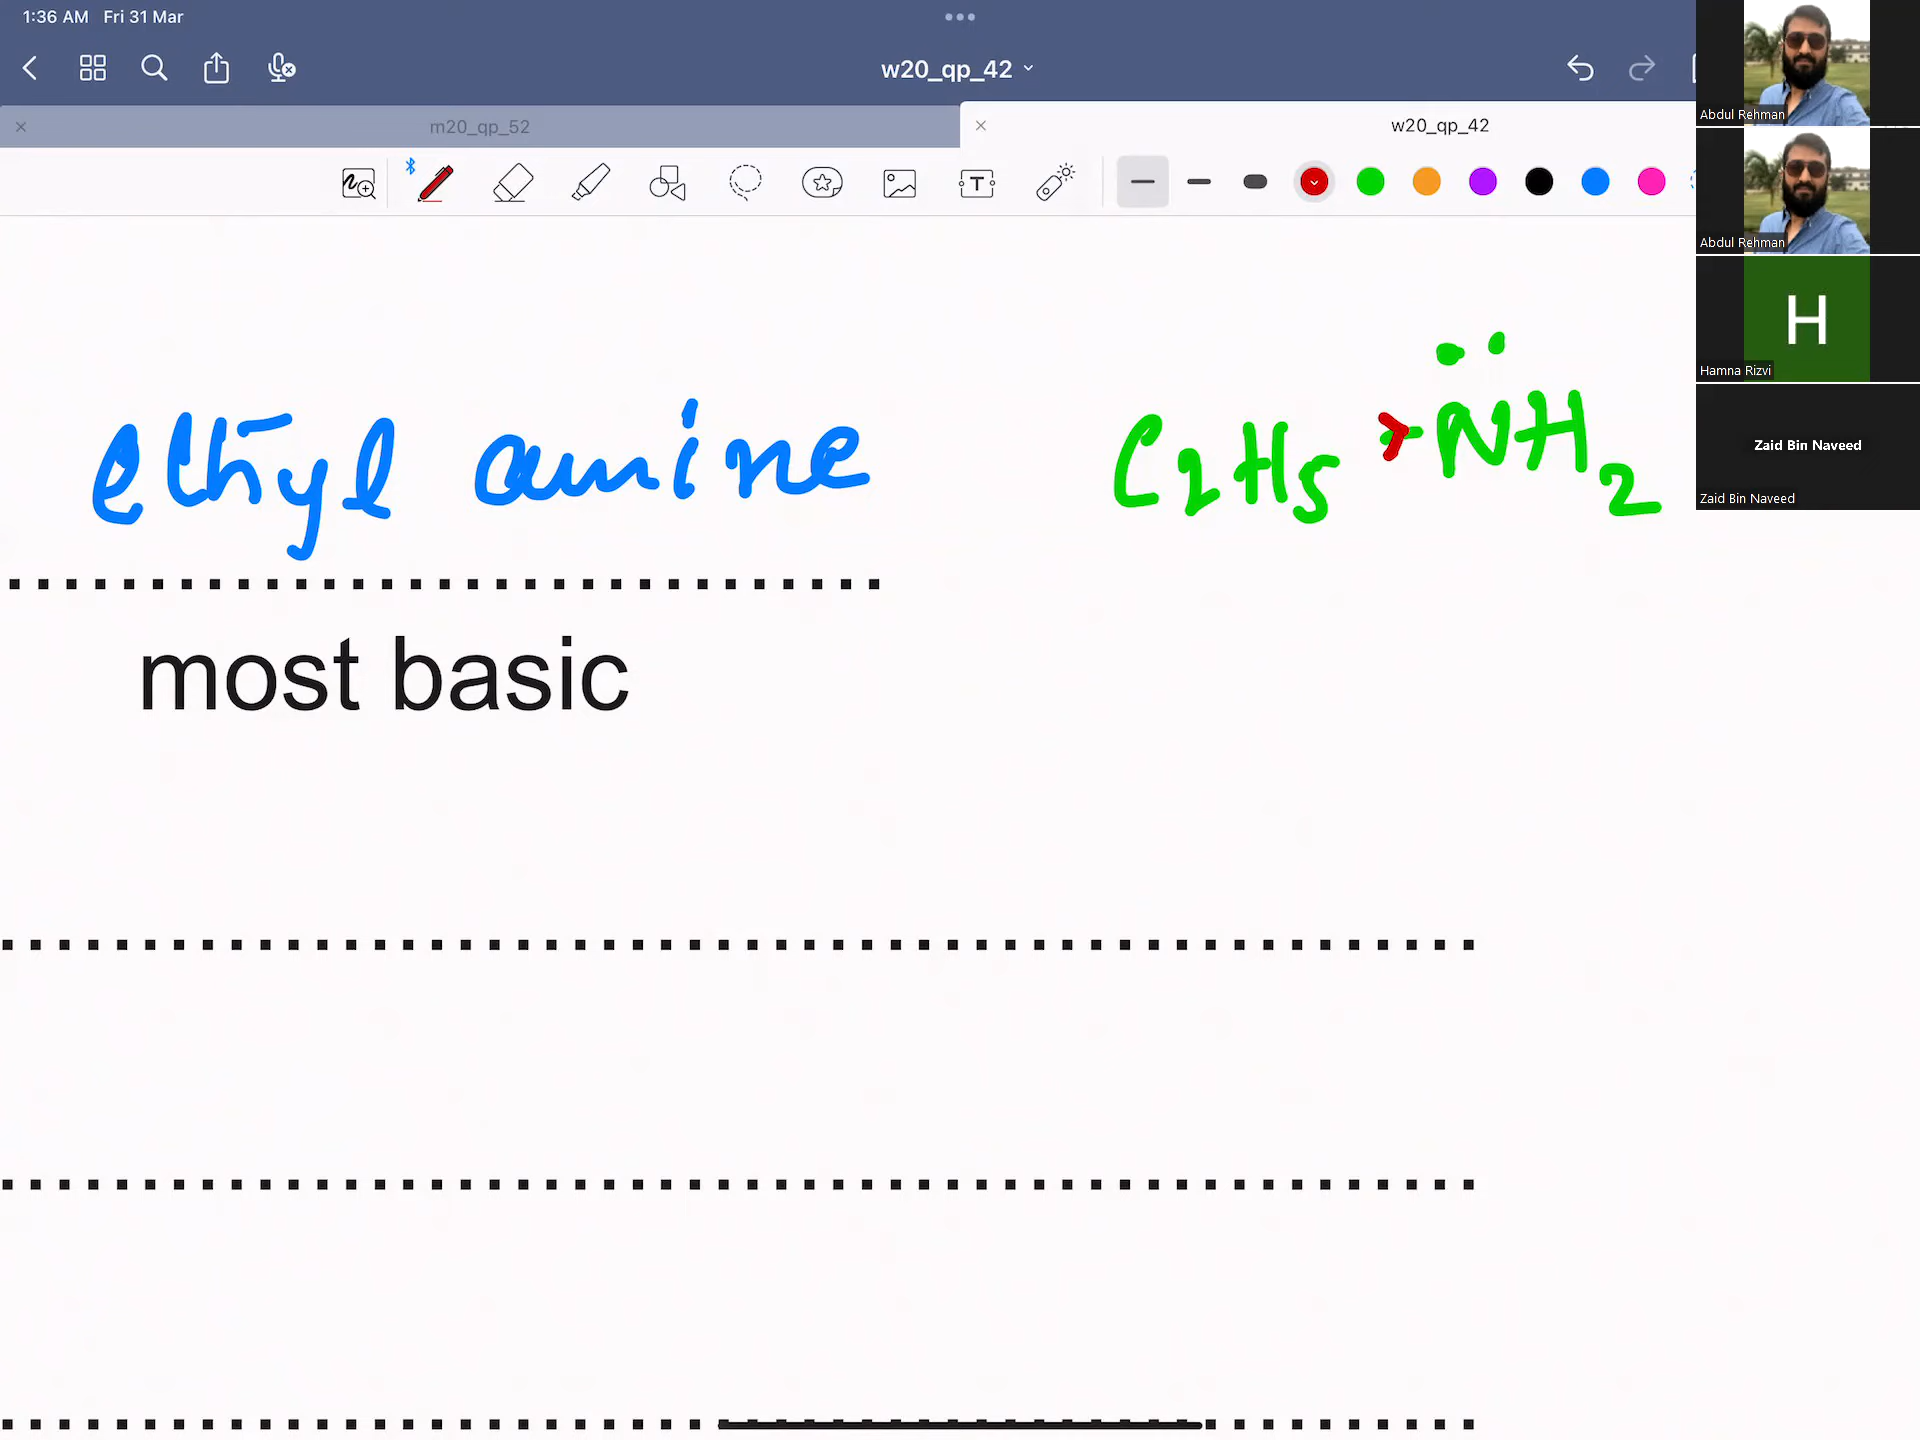 1:36 AM Fri 31 Mar
w20_qp_42
m20_qp_52
w20_qp_42
T
Abdul Rehman
Abdul Rehman
H
Hamna Rizvi
Zaid Bin Naveed
Zaid Bin Naveed
ethyl amine
C2H5 - NH2
most basic